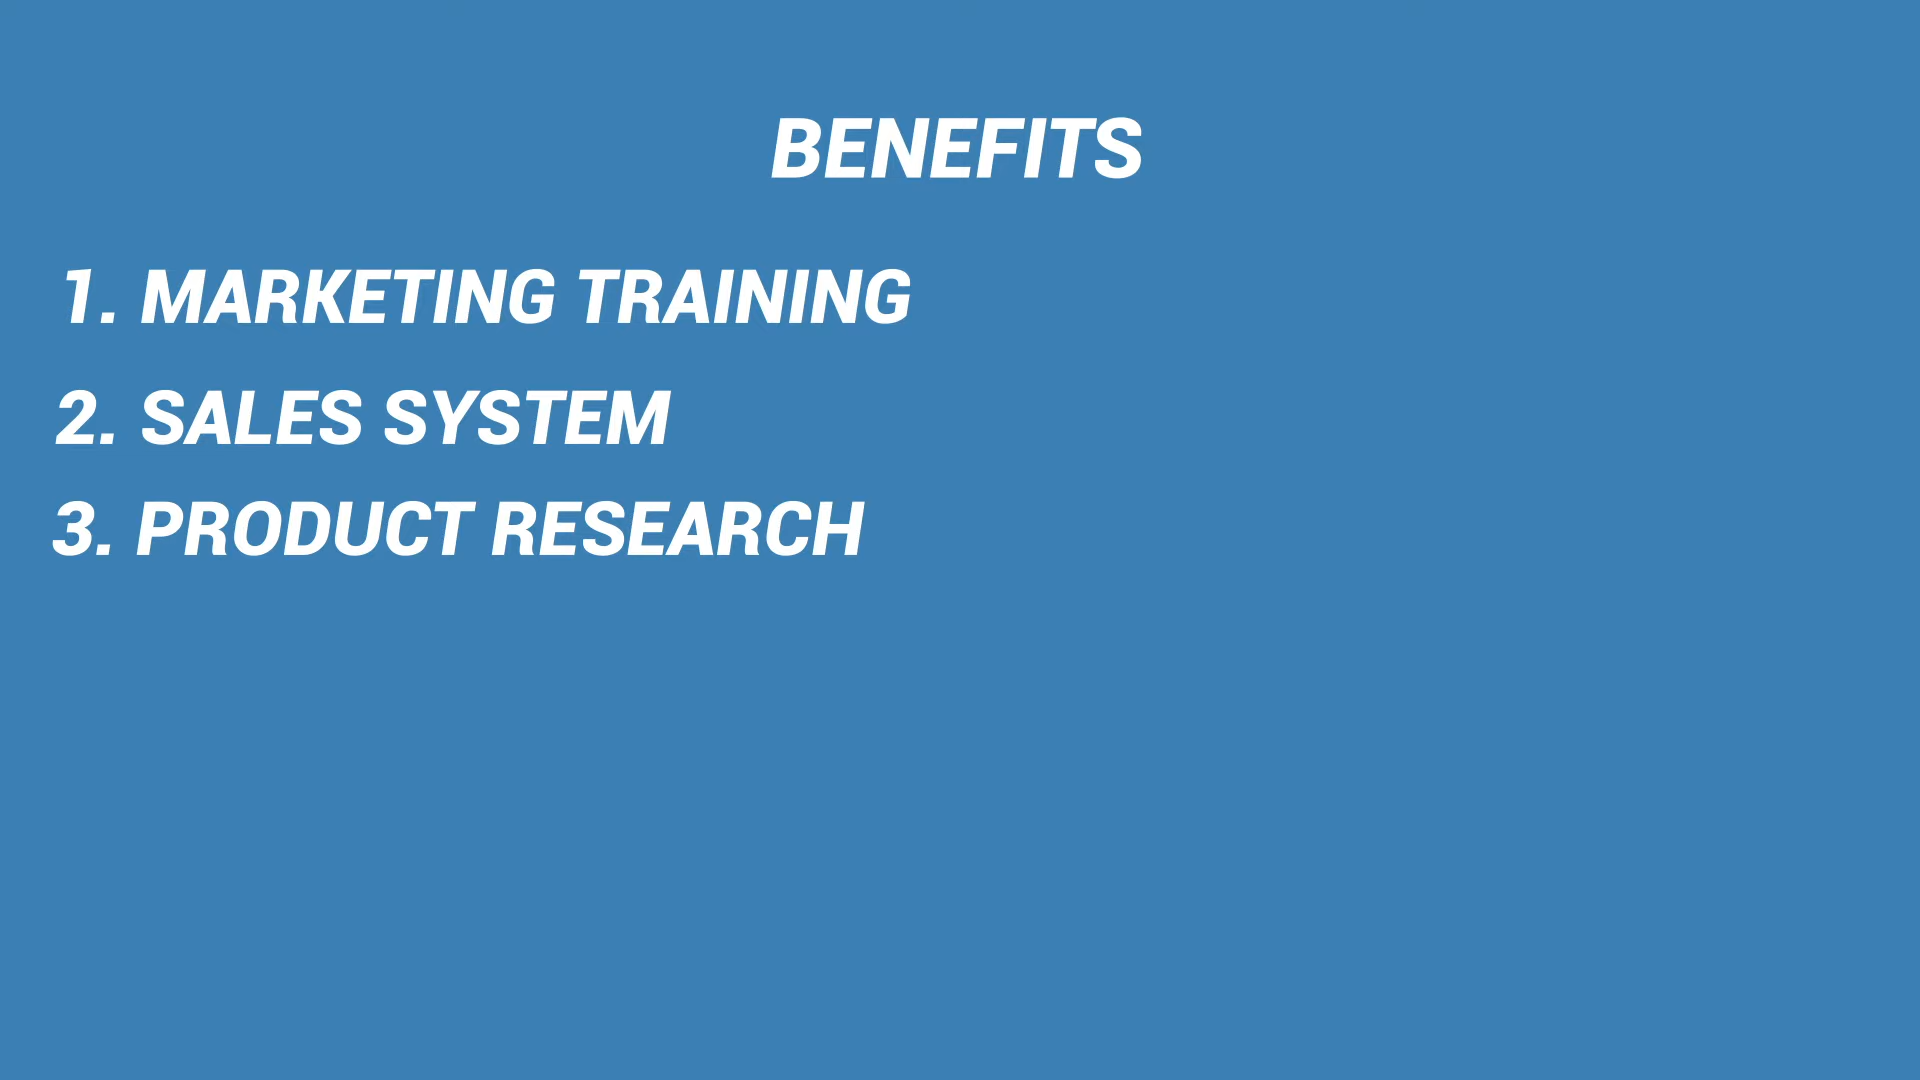 BENEFITS
1. MARKETING TRAINING
2. SALES SYSTEM
3. PRODUCT RESEARCH